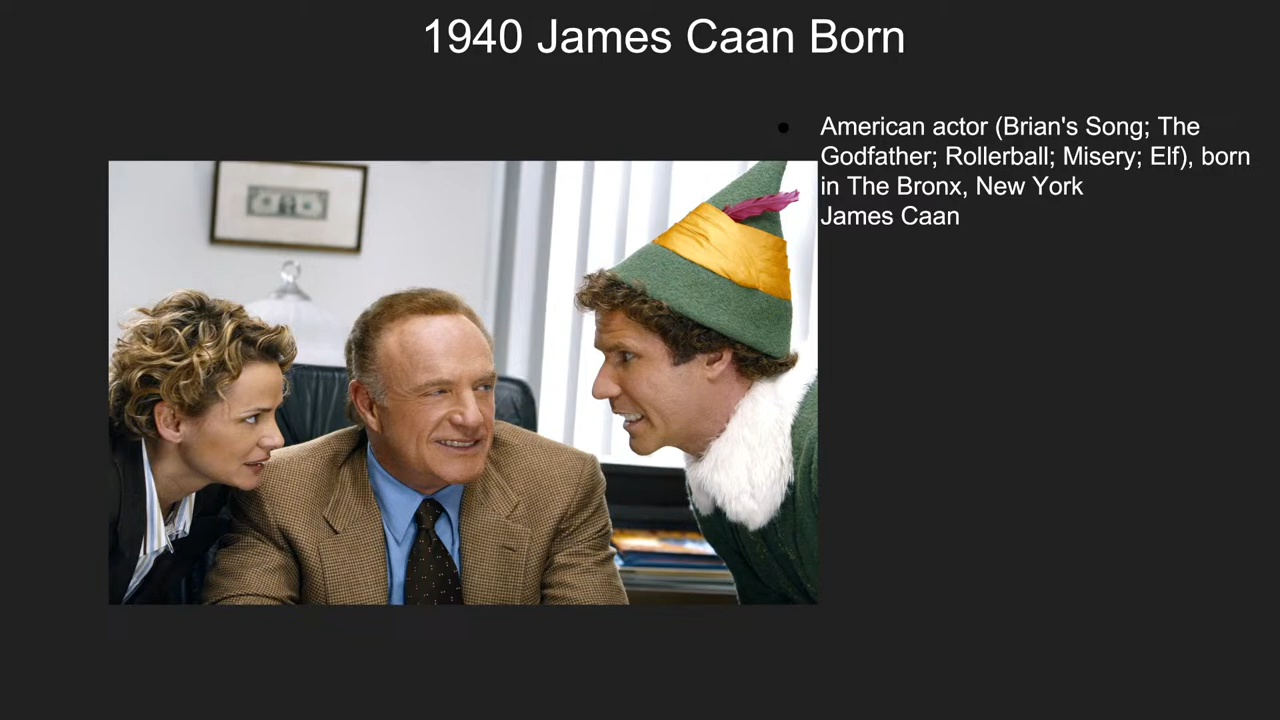 1940 James Caan Born
American actor (Brian's Song; The
Godfather; Rollerball; Misery; Elf), born
in The Bronx, New York
James Caan